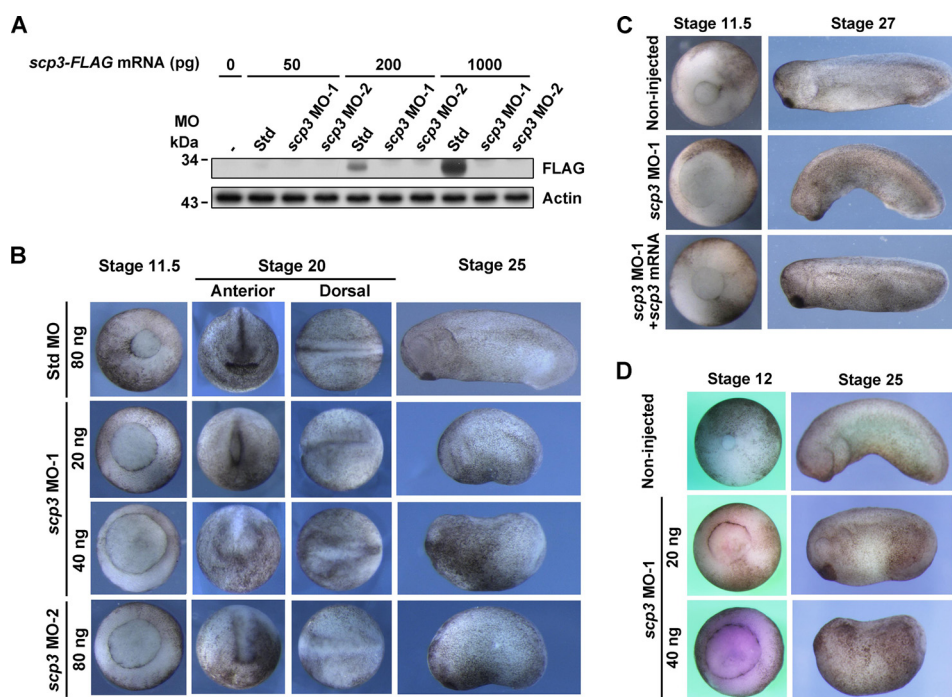 A
scp3-FLAG mRNA (pg)
0
50
200
1000
MO
kDa
-
Std
scp3 MO-1
scp3 MO-2
Std
scp3 MO-1
scp3 MO-2
Std
scp3 MO-1
scp3 MO-2
34
FLAG
43
Actin
B
Stage 11.5
Stage 20
Stage 25
Anterior
Dorsal
Std MO
80 ng
scp3 MO-1
20 ng
40 ng
scp3 MO-2
80 ng
C
Stage 11.5
Stage 27
Non-injected
scp3 MO-1
scp3 MO-1
+scp3 mRNA
D
Stage 12
Stage 25
Non-injected
scp3 MO-1
20 ng
40 ng